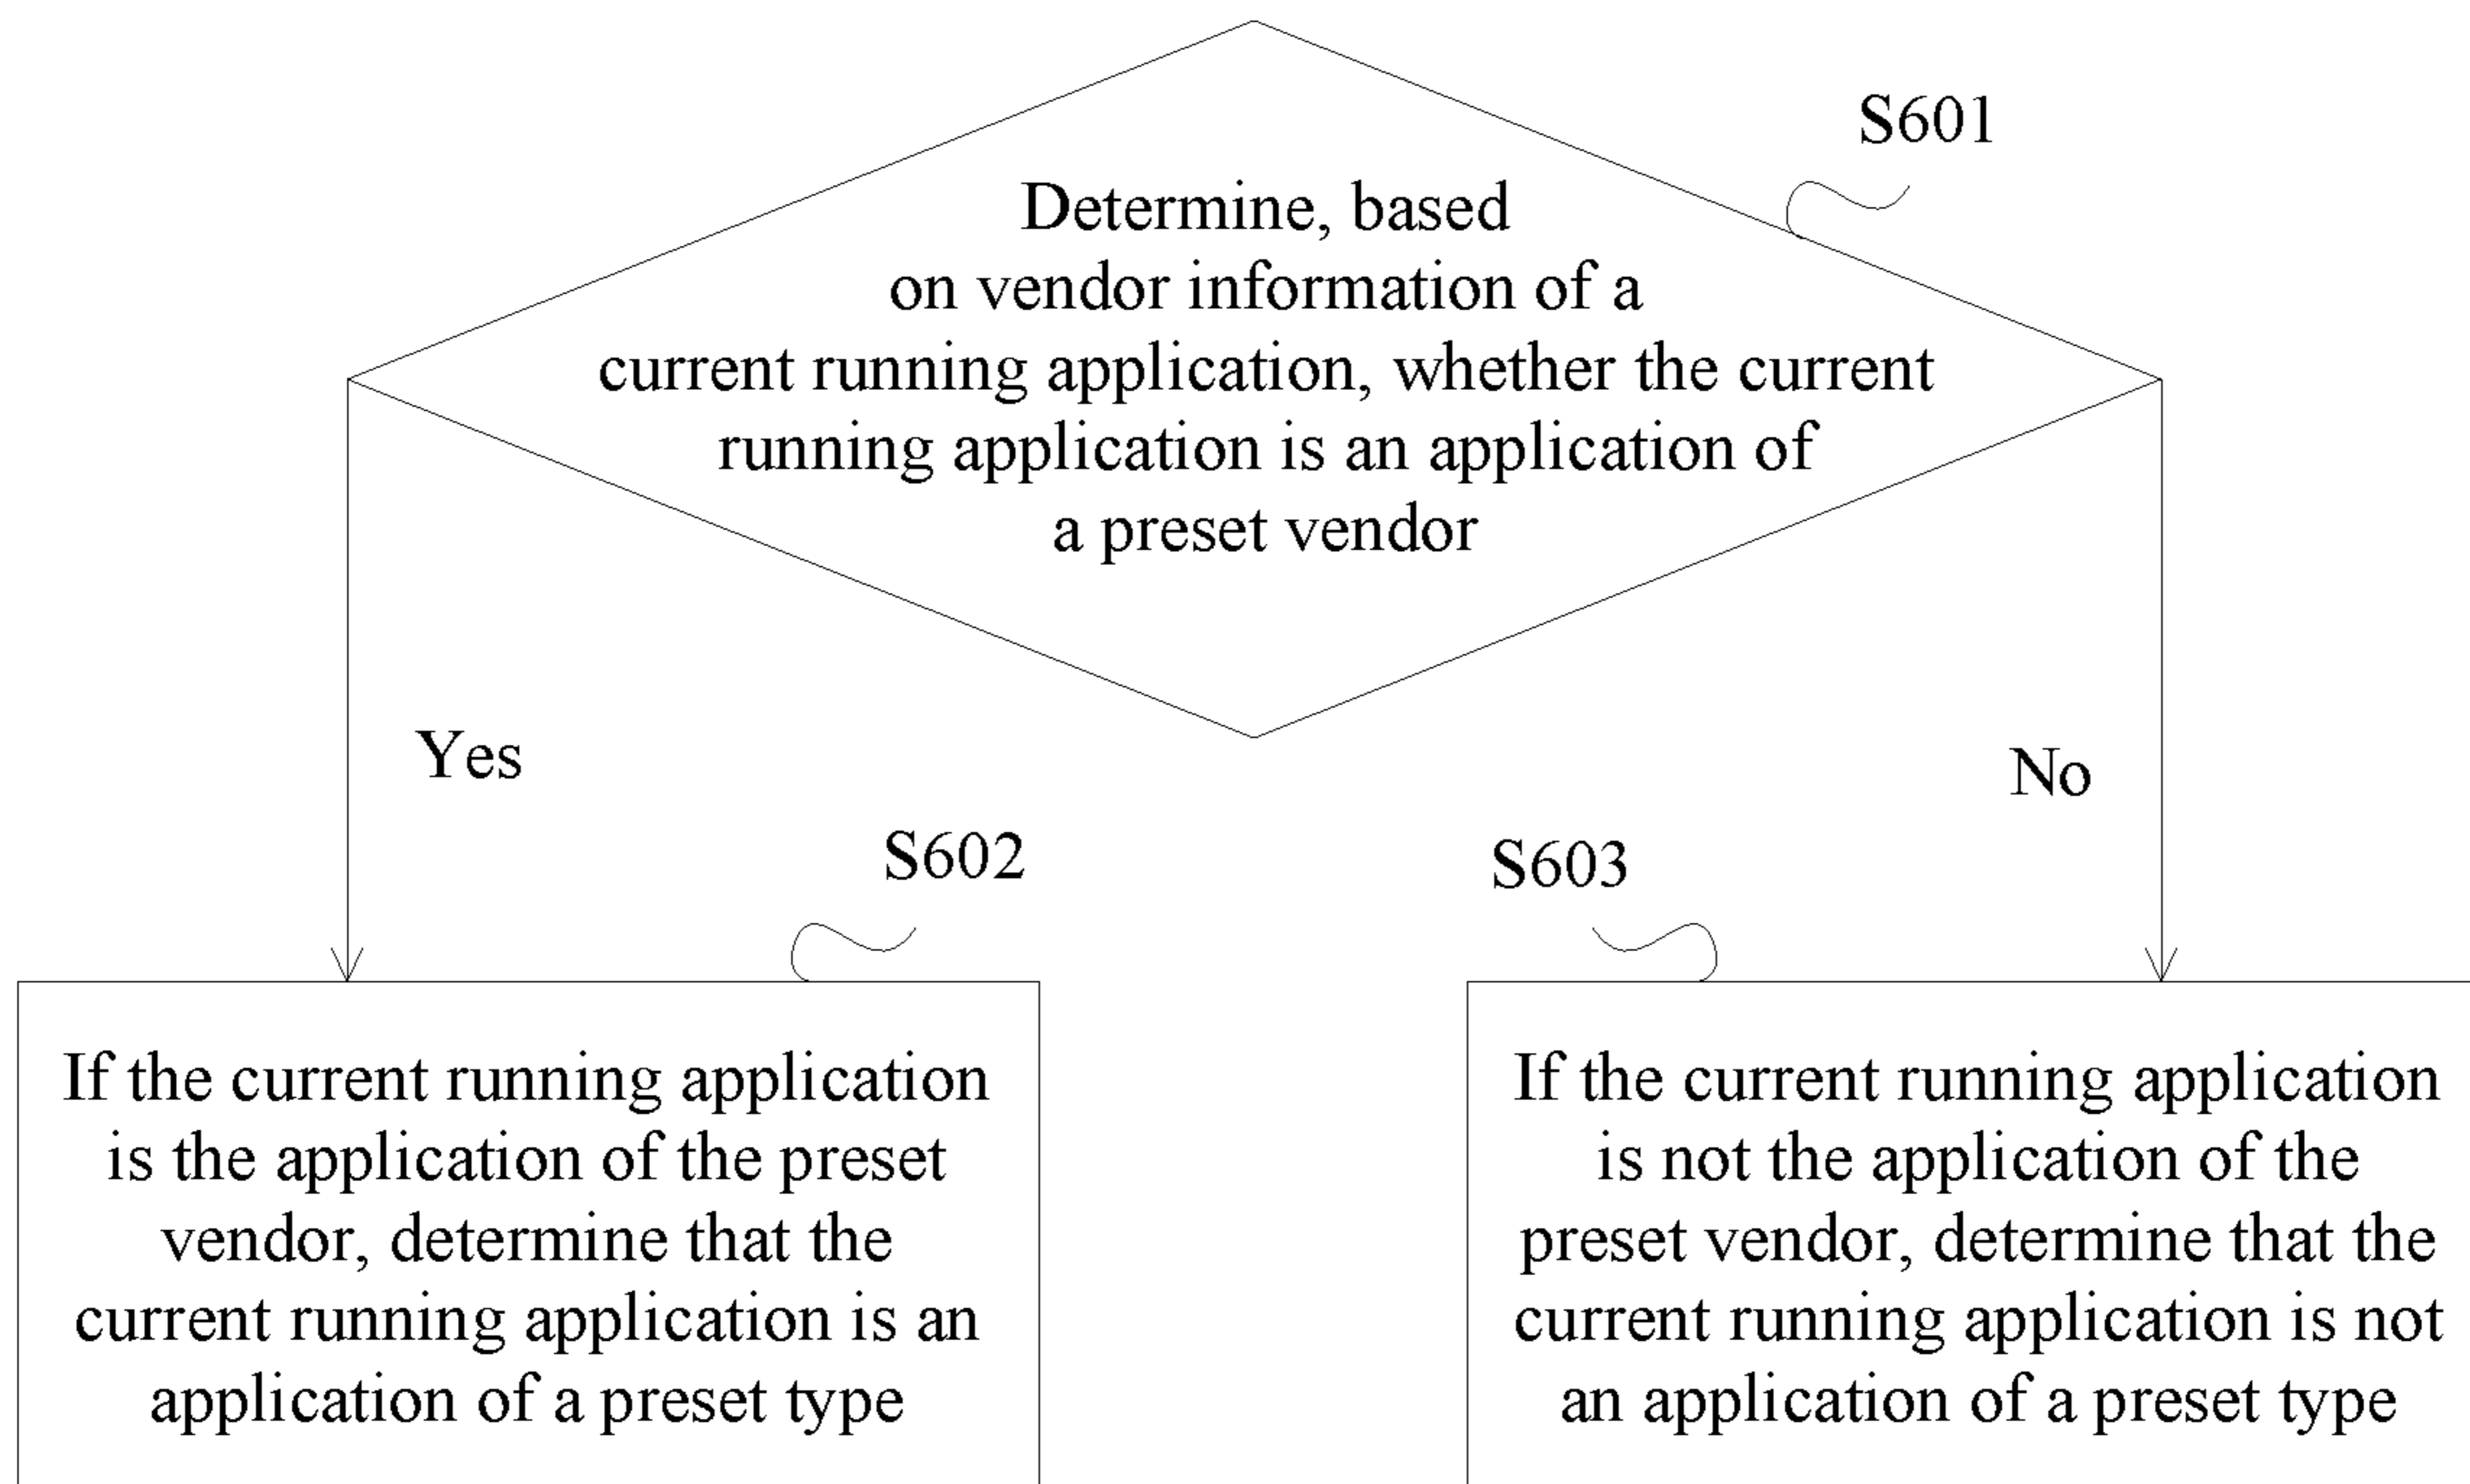 S601
Determine, based
on vendor information of a
current running application, whether the current
running application is an application of
a preset vendor
Yes
No
S602
S603
If the current running application
is the application of the preset
vendor, determine that the
current running application is an
application of a preset type
If the current running application
is not the application of the
preset vendor, determine that the
current running application is not
an application of a preset type